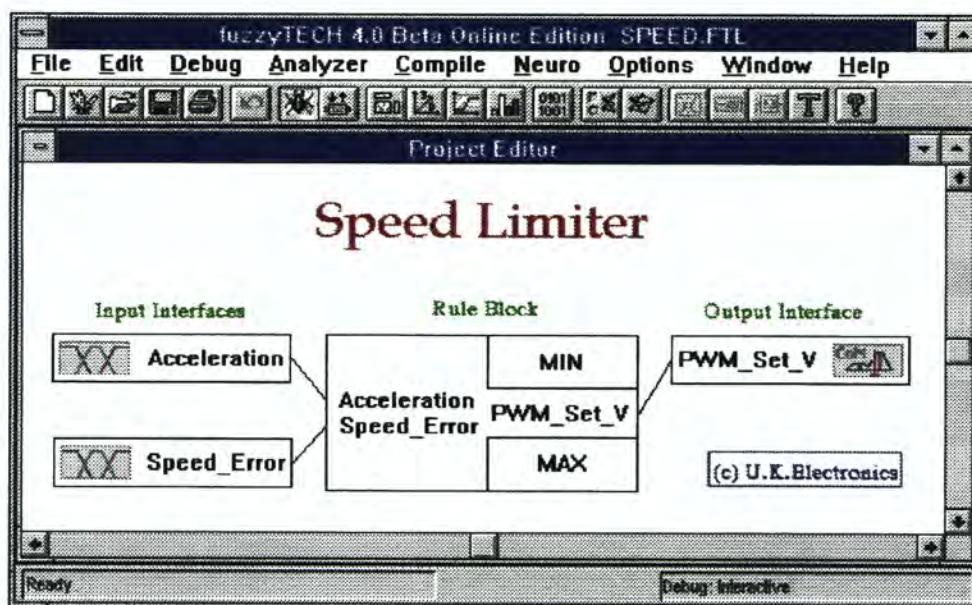 fuzzyTECH 4.0 Beta Online Edition SPEED.FTL
File Edit Debug Analyzer Compile Neuro Options Window Help
Project Editor
Speed Limiter
Input Interfaces
Rule Block
Output Interface
Acceleration
Speed_Error
Acceleration
Speed_Error
MIN
PWM_Set_V
MAX
PWM_Set_V
(c) U.K.Electronics
Ready
Debug: Interactive